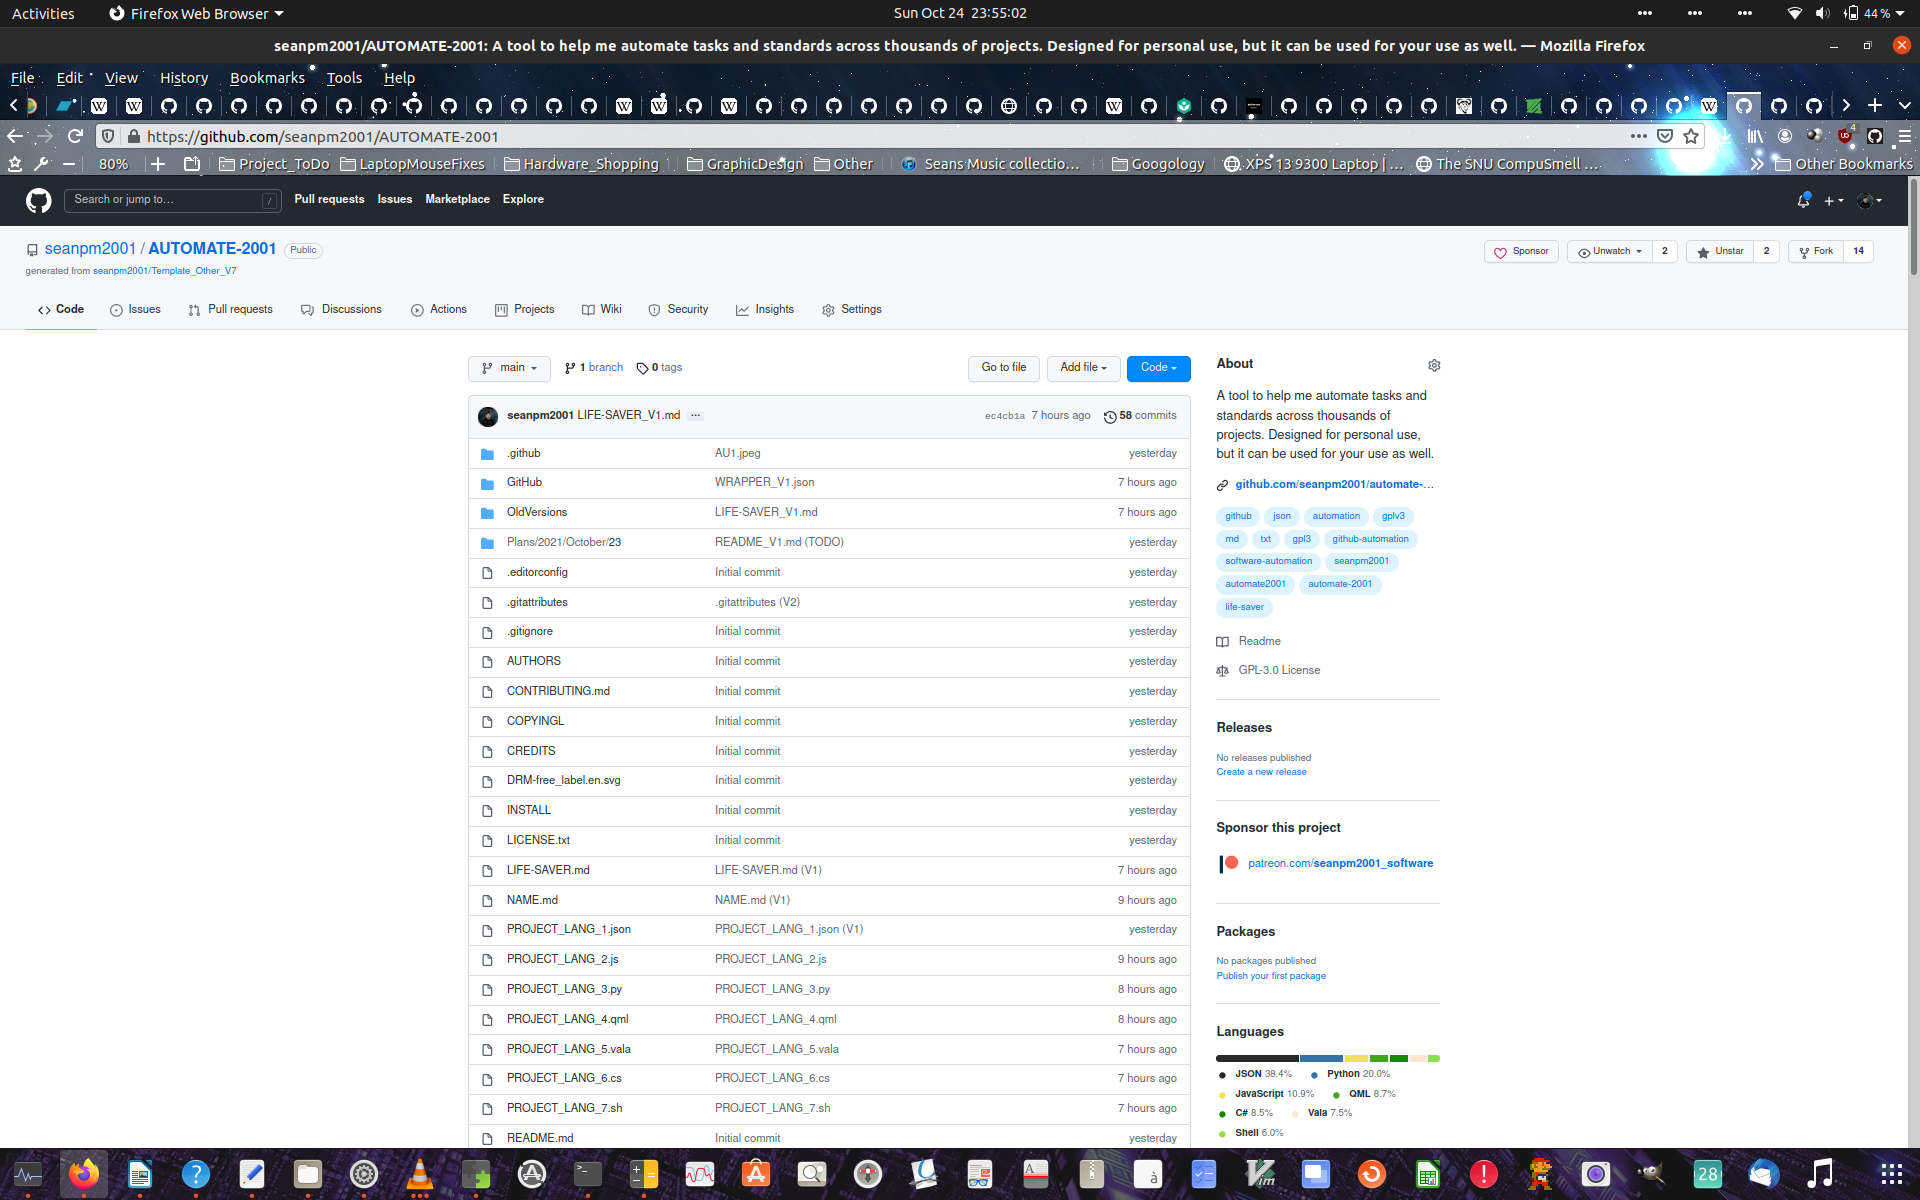 Activities Firefox Web Browser Sun Oct 24 23:55:02 44 %
seanpm2001/AUTOMATE-2001: A tool to help me automate tasks and standards across thousands of projects. Designed for personal use, but it can be used for your use as well. — Mozilla Firefox
File Edit View History Bookmarks Tools Help
https://github.com/seanpm2001/AUTOMATE-2001
80% Project_ToDo LaptopMouseFixes Hardware_Shopping GraphicDesign Other Seans Music collectio… Googology XPS 13 9300 Laptop | … The SNU CompuSmell … Other Bookmarks
Search or jump to… / Pull requests Issues Marketplace Explore
seanpm2001 / AUTOMATE-2001 Public Sponsor Unwatch 2 Unstar 2 Fork 14
generated from seanpm2001/Template_Other_V7
Code Issues Pull requests Discussions Actions Projects Wiki Security Insights Settings
main 1 branch 0 tags Go to file Add file Code
seanpm2001 LIFE-SAVER_V1.md ... ec4cb1a 7 hours ago 58 commits
.github AU1.jpeg yesterday
GitHub WRAPPER_V1.json 7 hours ago
OldVersions LIFE-SAVER_V1.md 7 hours ago
Plans/2021/October/23 README_V1.md (TODO) yesterday
.editorconfig Initial commit yesterday
.gitattributes .gitattributes (V2) yesterday
.gitignore Initial commit yesterday
AUTHORS Initial commit yesterday
CONTRIBUTING.md Initial commit yesterday
COPYINGL Initial commit yesterday
CREDITS Initial commit yesterday
DRM-free_label.en.svg Initial commit yesterday
INSTALL Initial commit yesterday
LICENSE.txt Initial commit yesterday
LIFE-SAVER.md LIFE-SAVER.md (V1) 7 hours ago
NAME.md NAME.md (V1) 9 hours ago
PROJECT_LANG_1.json PROJECT_LANG_1.json (V1) yesterday
PROJECT_LANG_2.js PROJECT_LANG_2.js 9 hours ago
PROJECT_LANG_3.py PROJECT_LANG_3.py 8 hours ago
PROJECT_LANG_4.qml PROJECT_LANG_4.qml 8 hours ago
PROJECT_LANG_5.vala PROJECT_LANG_5.vala 7 hours ago
PROJECT_LANG_6.cs PROJECT_LANG_6.cs 7 hours ago
PROJECT_LANG_7.sh PROJECT_LANG_7.sh 7 hours ago
README.md Initial commit yesterday
About
A tool to help me automate tasks and
standards across thousands of
projects. Designed for personal use,
but it can be used for your use as well.
github.com/seanpm2001/automate-…
github json automation gplv3
md txt gpl3 github-automation
software-automation seanpm2001
automate2001 automate-2001
life-saver
Readme
GPL-3.0 License
Releases
No releases published
Create a new release
Sponsor this project
patreon.com/seanpm2001_software
Packages
No packages published
Publish your first package
Languages
JSON 38.4% Python 20.0%
JavaScript 10.9% QML 8.7%
C# 8.5% Vala 7.5%
Shell 6.0%
28